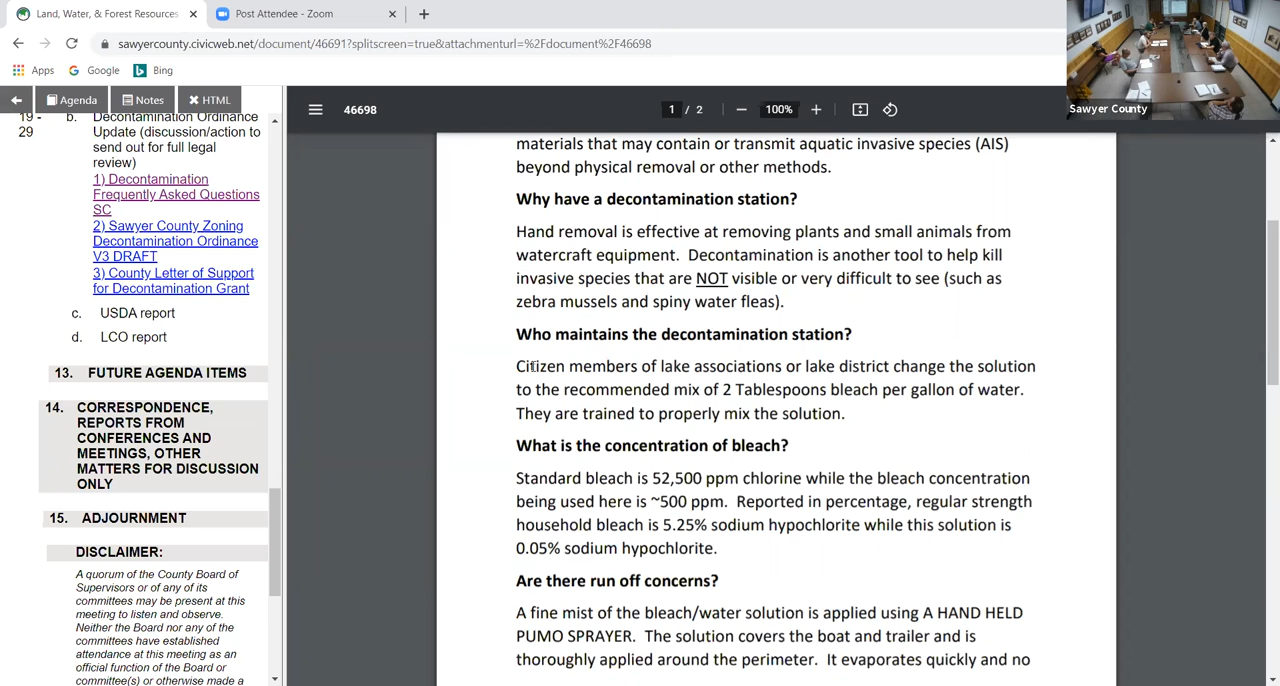 Land, Water, & Forest Resources
Post Attendee - Zoom
sawyercounty.civicweb.net/document/46691?splitscreen=true&attachmenturl=%2Fdocument%2F46698
Apps
Google
Bing
Sawyer County
Agenda
Notes
HTML
46698
1 / 2
100%
19 -
29
b. Decontamination Ordinance
Update (discussion/action to
send out for full legal
review)
1) Decontamination
Frequently Asked Questions
SC
2) Sawyer County Zoning
Decontamination Ordinance
V3 DRAFT
3) County Letter of Support
for Decontamination Grant
c. USDA report
d. LCO report
13. FUTURE AGENDA ITEMS
14. CORRESPONDENCE,
REPORTS FROM
CONFERENCES AND
MEETINGS, OTHER
MATTERS FOR DISCUSSION
ONLY
15. ADJOURNMENT
DISCLAIMER:
A quorum of the County Board of
Supervisors or of any of its
committees may be present at this
meeting to listen and observe.
Neither the Board nor any of the
committees have established
attendance at this meeting as an
official function of the Board or
committee(s) or otherwise made a
materials that may contain or transmit aquatic invasive species (AIS)
beyond physical removal or other methods.
Why have a decontamination station?
Hand removal is effective at removing plants and small animals from
watercraft equipment. Decontamination is another tool to help kill
invasive species that are NOT visible or very difficult to see (such as
zebra mussels and spiny water fleas).
Who maintains the decontamination station?
Citizen members of lake associations or lake district change the solution
to the recommended mix of 2 Tablespoons bleach per gallon of water.
They are trained to properly mix the solution.
What is the concentration of bleach?
Standard bleach is 52,500 ppm chlorine while the bleach concentration
being used here is ~500 ppm. Reported in percentage, regular strength
household bleach is 5.25% sodium hypochlorite while this solution is
0.05% sodium hypochlorite.
Are there run off concerns?
A fine mist of the bleach/water solution is applied using A HAND HELD
PUMO SPRAYER. The solution covers the boat and trailer and is
thoroughly applied around the perimeter. It evaporates quickly and no